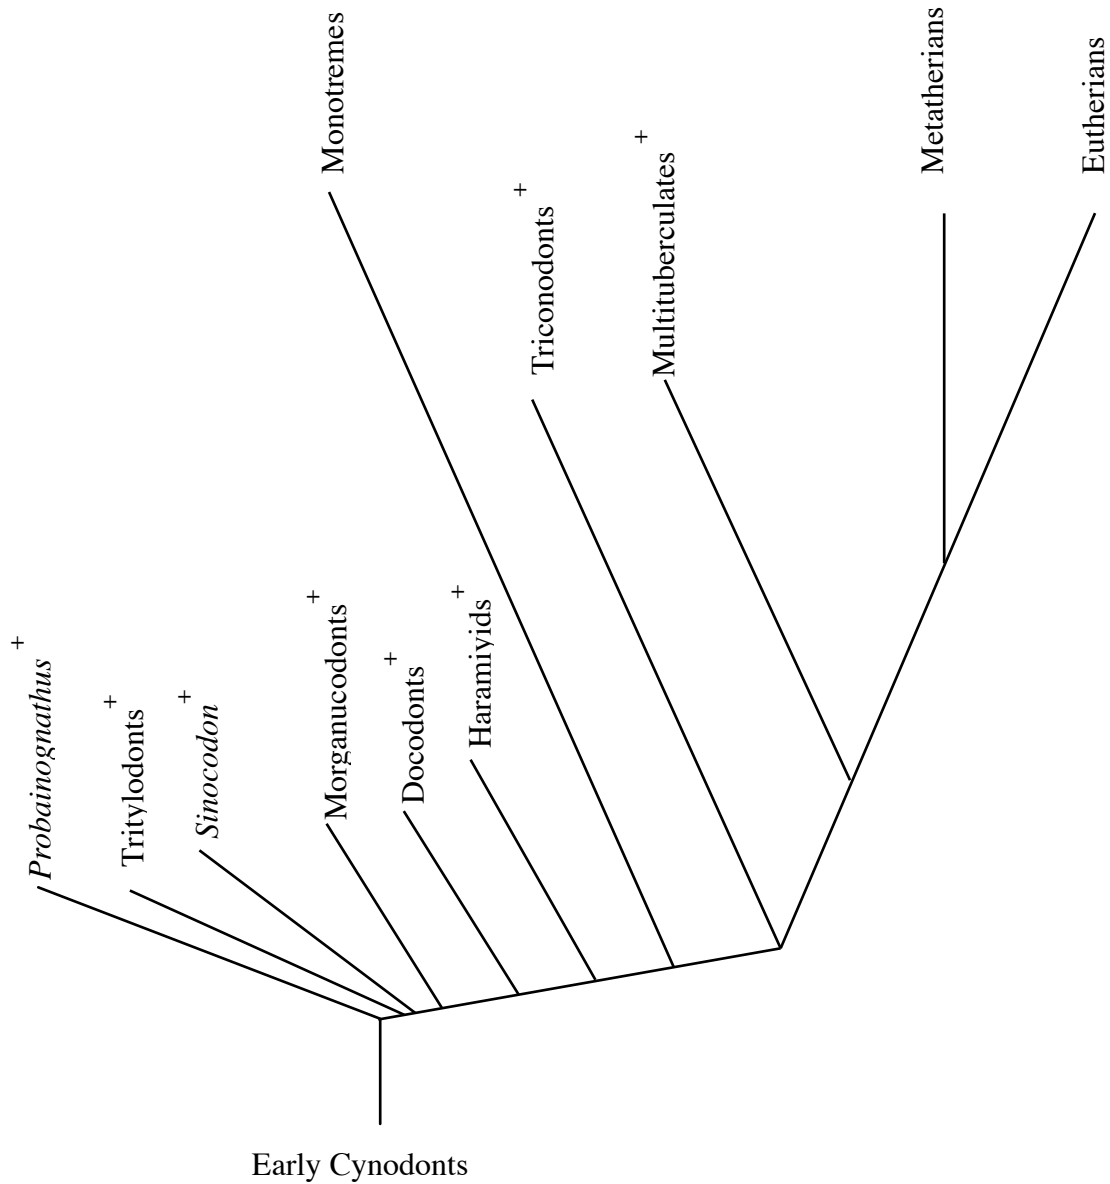 Probainognathus+
Tritylodonts+
Sinocodon+
Morganucodonts+
Docodonts+
Haramiyids+
Monotremes
Triconodonts+
Multituberculates+
Metatherians
Eutherians
Early Cynodonts